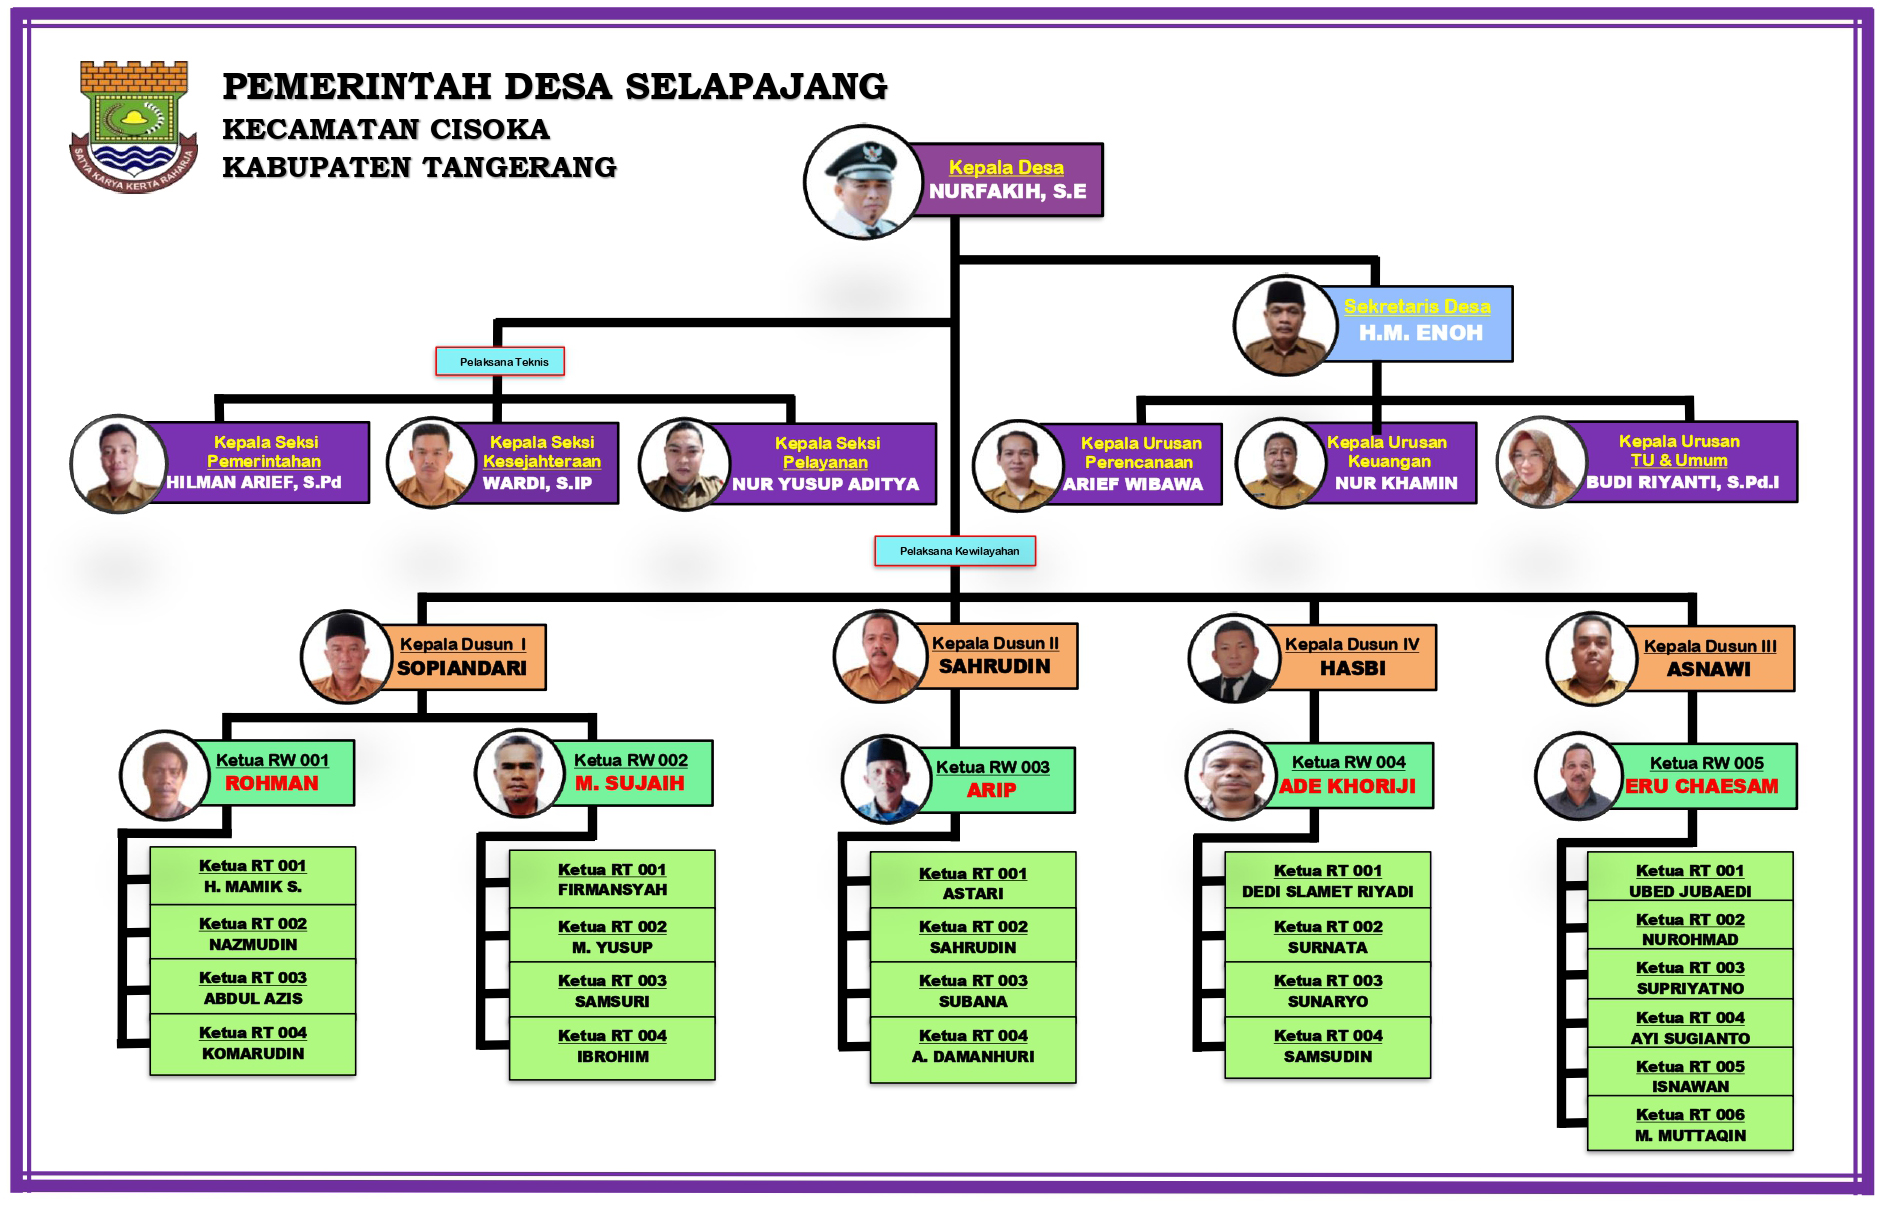 PEMERINTAH DESA SELAPAJANG
KECAMATAN CISOKA
KABUPATEN TANGERANG
SATYA KARYA KERTA RAHARJA
Kepala Desa
NURFAKIH, S.E
Sekretaris Desa
H.M. ENOH
Pelaksana Teknis
Kepala Seksi
Pemerintahan
HILMAN ARIEF, S.Pd
Kepala Seksi
Kesejahteraan
WARDI, S.IP
Kepala Seksi
Pelayanan
NUR YUSUP ADITYA
Kepala Urusan
Perencanaan
ARIEF WIBAWA
Kepala Urusan
Keuangan
NUR KHAMIN
Kepala Urusan
TU & Umum
BUDI RIYANTI, S.Pd.I
Pelaksana Kewilayahan
Kepala Dusun I
SOPIANDARI
Kepala Dusun II
SAHRUDIN
Kepala Dusun IV
HASBI
Kepala Dusun III
ASNAWI
Ketua RW 001
ROHMAN
Ketua RW 002
M. SUJAIH
Ketua RW 003
ARIP
Ketua RW 004
ADE KHORIJI
Ketua RW 005
ERU CHAESAM
Ketua RT 001
H. MAMIK S.
Ketua RT 002
NAZMUDIN
Ketua RT 003
ABDUL AZIS
Ketua RT 004
KOMARUDIN
Ketua RT 001
FIRMANSYAH
Ketua RT 002
M. YUSUP
Ketua RT 003
SAMSURI
Ketua RT 004
IBROHIM
Ketua RT 001
ASTARI
Ketua RT 002
SAHRUDIN
Ketua RT 003
SUBANA
Ketua RT 004
A. DAMANHURI
Ketua RT 001
DEDI SLAMET RIYADI
Ketua RT 002
SURNATA
Ketua RT 003
SUNARYO
Ketua RT 004
SAMSUDIN
Ketua RT 001
UBED JUBAEDI
Ketua RT 002
NUROHMAD
Ketua RT 003
SUPRIYATNO
Ketua RT 004
AYI SUGIANTO
Ketua RT 005
ISNAWAN
Ketua RT 006
M. MUTTAQIN